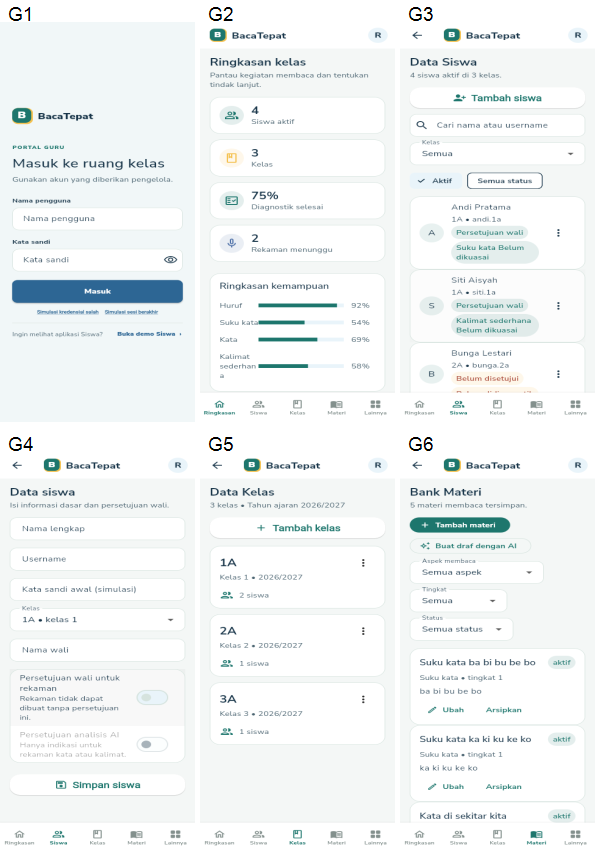 G1
B BacaTepat
PORTAL GURU
Masuk ke ruang kelas
Gunakan akun yang diberikan pengelola.
Nama pengguna
Nama pengguna
Kata sandi
Kata sandi
Masuk
Simulasi kredensial salah Simulasi sesi berakhir
Ingin melihat aplikasi Siswa? Buka demo Siswa
G2
B BacaTepat R
Ringkasan kelas
Pantau kegiatan membaca dan tentukan
tindak lanjut.
4
Siswa aktif
3
Kelas
75%
Diagnostik selesai
2
Rekaman menunggu
Ringkasan kemampuan
Huruf 92%
Suku kata 54%
Kata 69%
Kalimat
sederhan
a 58%
Ringkasan Siswa Kelas Materi Lainnya
G3
B BacaTepat R
Data Siswa
4 siswa aktif di 3 kelas.
Tambah siswa
Cari nama atau username
Kelas
Semua
Aktif Semua status
Andi Pratama
A 1A • andi.1a
Persetujuan wali
Suku kata Belum
dikuasai
Siti Aisyah
S 1A • siti.1a
Persetujuan wali
Kalimat sederhana
Belum dikuasai
Bunga Lestari
B 2A • bunga.2a
Belum disetujui
Ringkasan Siswa Kelas Materi Lainnya
G4
B BacaTepat R
Data siswa
Isi informasi dasar dan persetujuan wali.
Nama lengkap
Username
Kata sandi awal (simulasi)
Kelas
1A • kelas 1
Nama wali
Persetujuan wali untuk
rekaman
Rekaman tidak dapat
dibuat tanpa persetujuan
ini.
Persetujuan analisis AI
Hanya indikasi untuk
rekaman kata atau kalimat.
Simpan siswa
Ringkasan Siswa Kelas Materi Lainnya
G5
B BacaTepat R
Data Kelas
3 kelas • Tahun ajaran 2026/2027
+ Tambah kelas
1A
Kelas 1 • 2026/2027
2 siswa
2A
Kelas 2 • 2026/2027
1 siswa
3A
Kelas 3 • 2026/2027
1 siswa
Ringkasan Siswa Kelas Materi Lainnya
G6
B BacaTepat R
Bank Materi
5 materi membaca tersimpan.
+ Tambah materi
Buat draf dengan AI
Aspek membaca
Semua aspek
Tingkat
Semua
Status
Semua status
Suku kata ba bi bu be bo aktif
Suku kata • tingkat 1
ba bi bu be bo
Ubah Arsipkan
Suku kata ka ki ku ke ko aktif
Suku kata • tingkat 1
ka ki ku ke ko
Ubah Arsipkan
Kata di sekitar kita aktif
Ringkasan Siswa Kelas Materi Lainnya